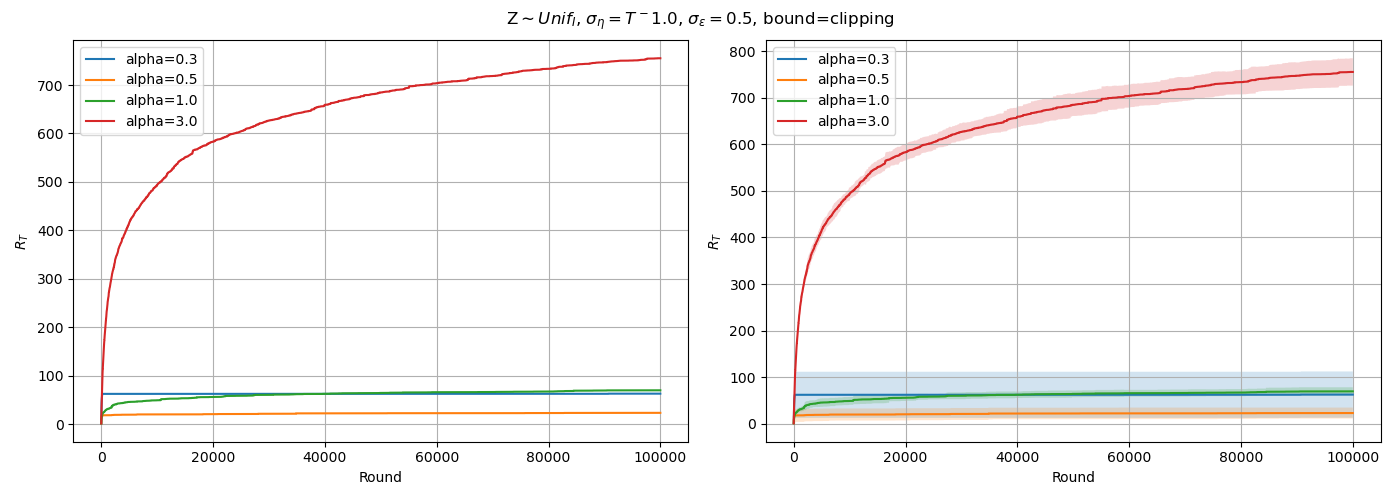 Z ~ Unif_I, σ_η = T^−1.0, σ_ε = 0.5, bound=clipping
alpha=0.3
alpha=0.5
alpha=1.0
alpha=3.0
700
600
500
400
300
200
100
0
R_T
0 20000 40000 60000 80000 100000
Round
alpha=0.3
alpha=0.5
alpha=1.0
alpha=3.0
800
700
600
500
400
300
200
100
0
R_T
0 20000 40000 60000 80000 100000
Round